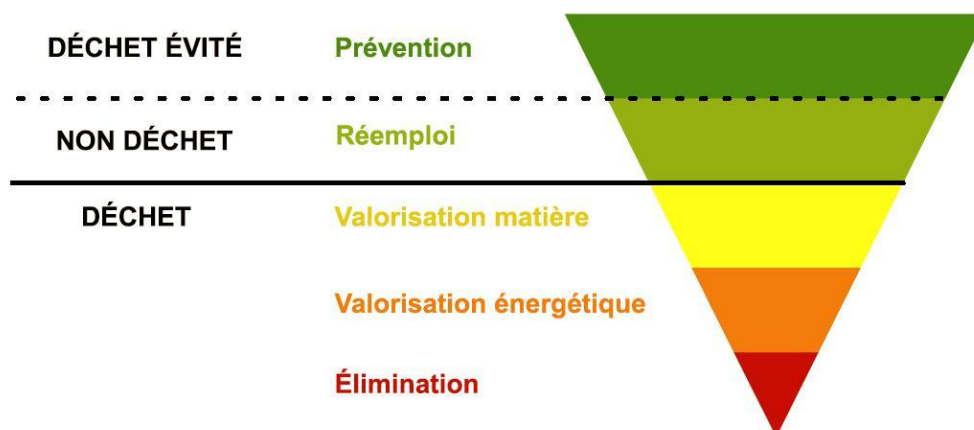 DÉCHET ÉVITÉ Prévention
NON DÉCHET Réemploi
DÉCHET Valorisation matière
Valorisation énergétique
Élimination